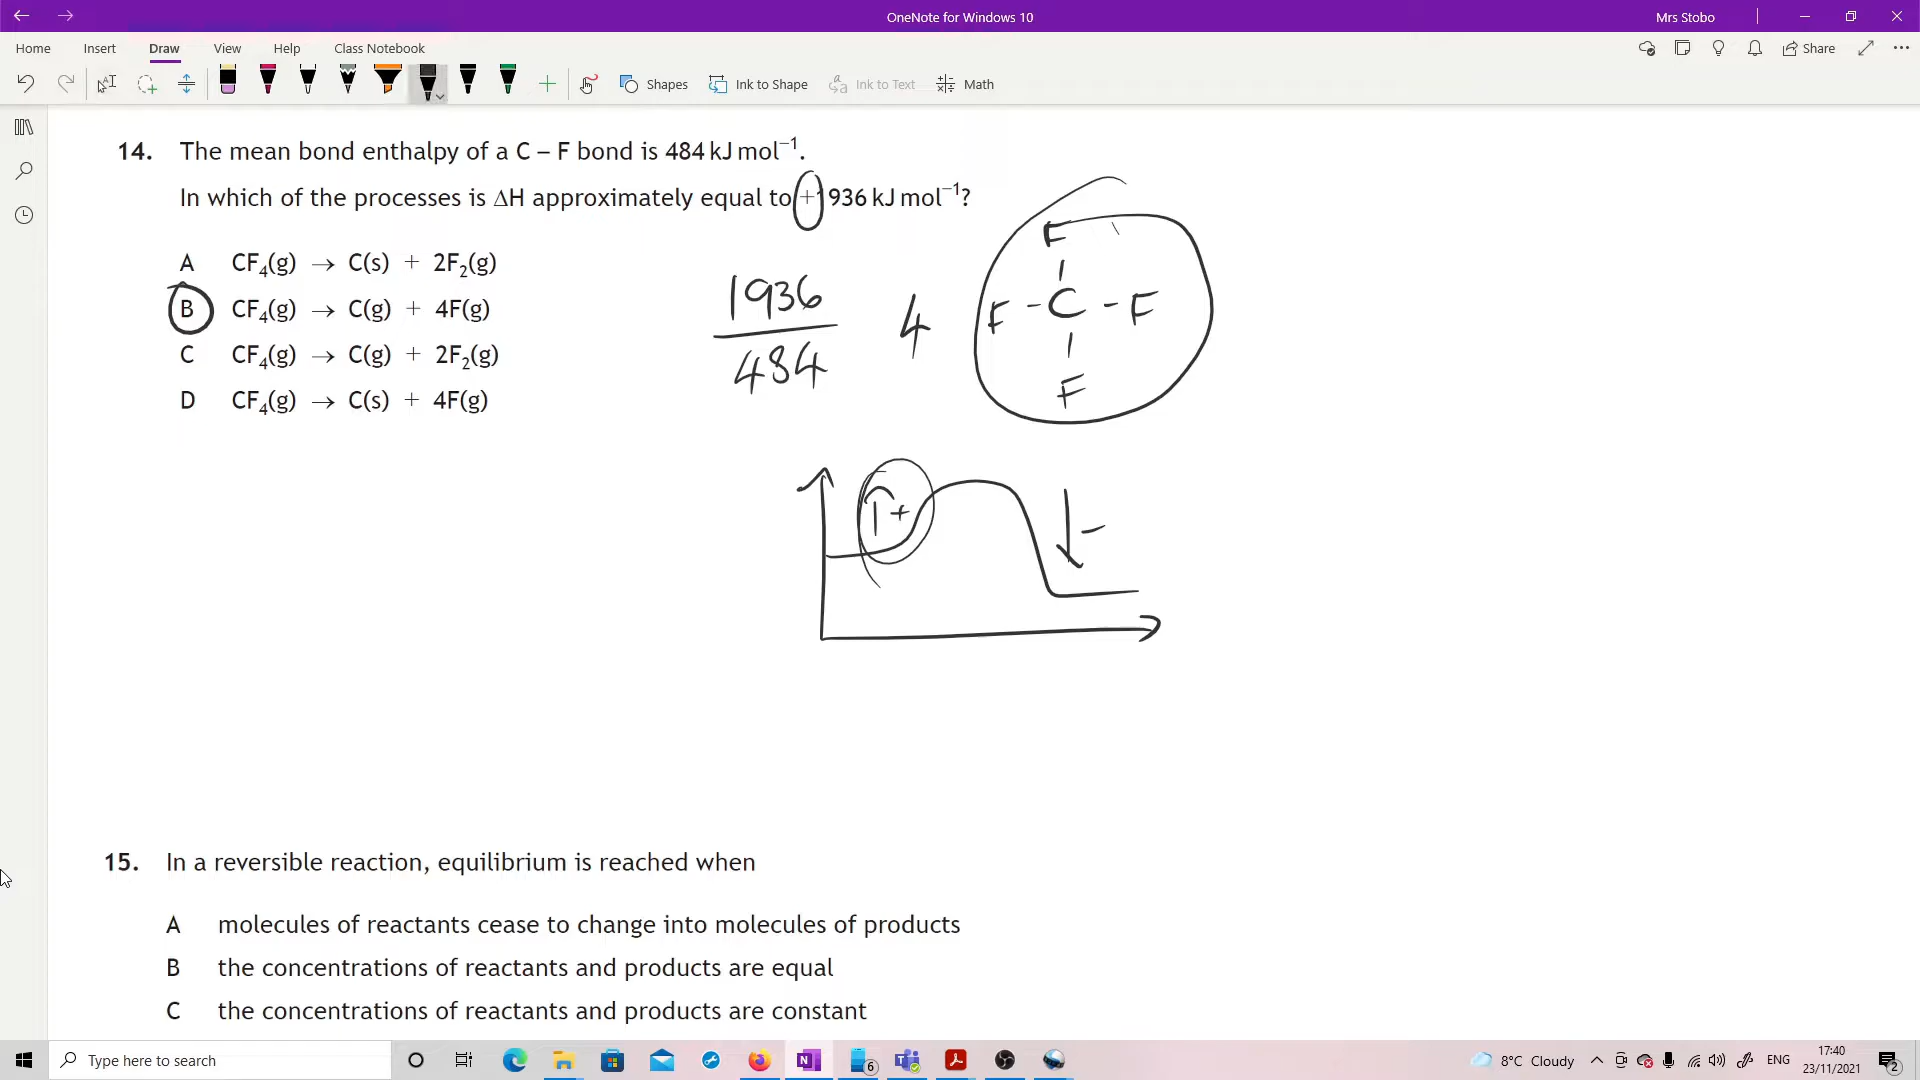 OneNote for Windows 10
Mrs Stobo
Home Insert Draw View Help Class Notebook
Share
Shapes Ink to Shape Ink to Text Math
14. The mean bond enthalpy of a C – F bond is 484 kJ mol⁻¹.
In which of the processes is ΔH approximately equal to +1936 kJ mol⁻¹?
A CF₄(g) → C(s) + 2F₂(g)
B CF₄(g) → C(g) + 4F(g)
C CF₄(g) → C(g) + 2F₂(g)
D CF₄(g) → C(s) + 4F(g)
1936
484
4
F
F - C - F
F
↑ +
↓ -
15. In a reversible reaction, equilibrium is reached when
A molecules of reactants cease to change into molecules of products
B the concentrations of reactants and products are equal
C the concentrations of reactants and products are constant
Type here to search
6
8°C Cloudy
ENG
17:40
23/11/2021
2